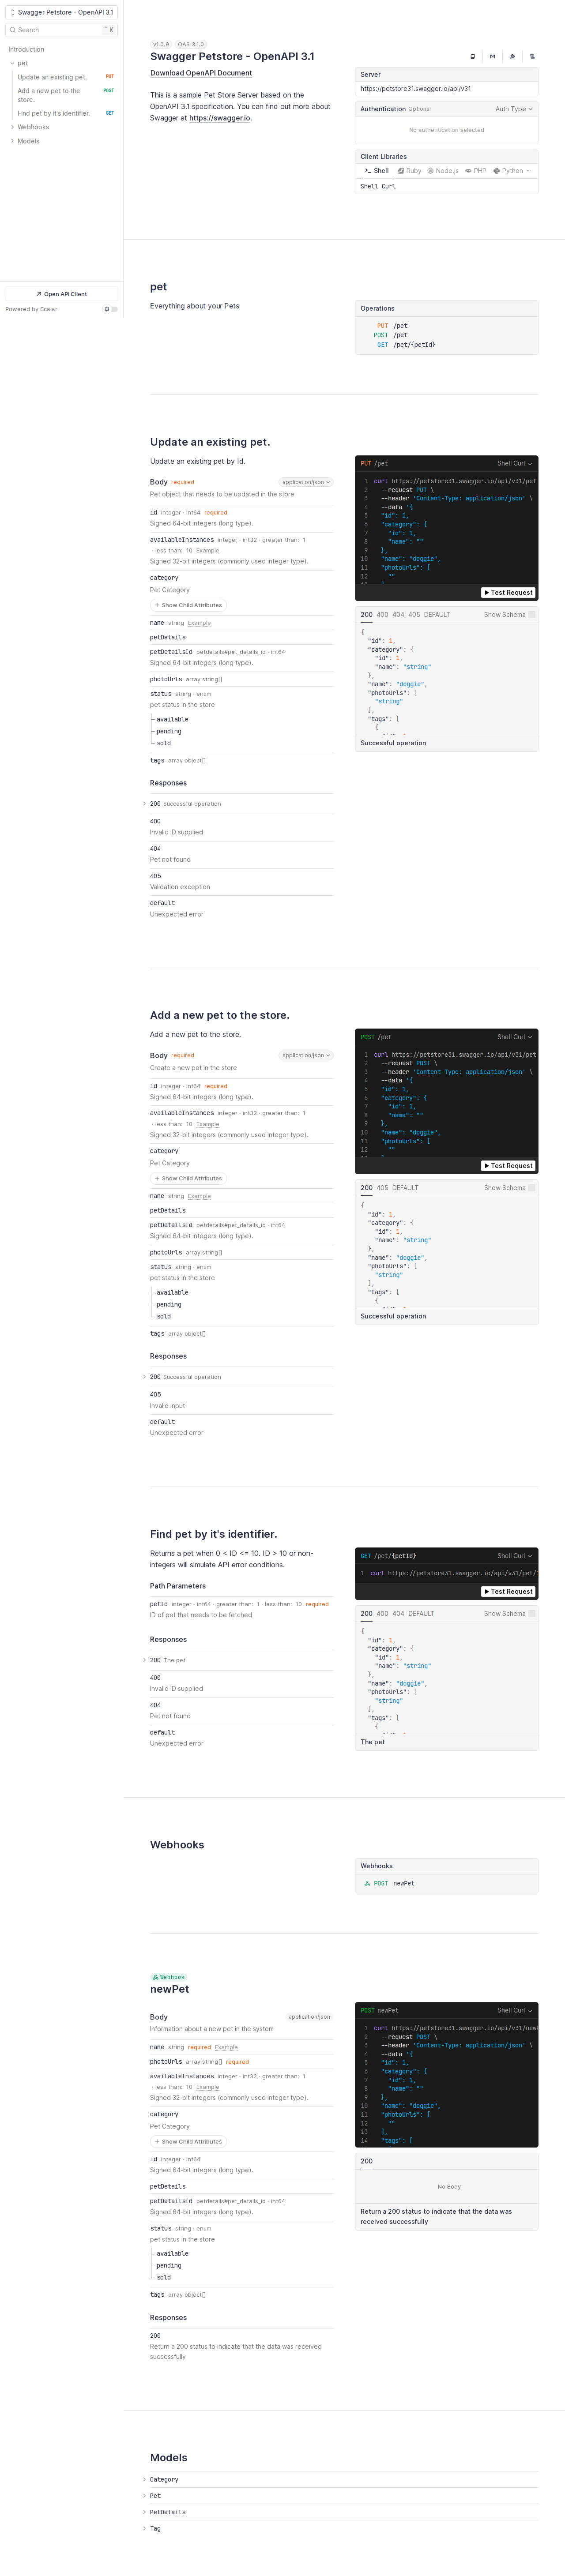 Swagger Petstore - OpenAPI 3.1
Search
⌃ K
Introduction
pet
Update an existing pet.
PUT
Add a new pet to the
store.
POST
Find pet by it's identifier.
GET
Webhooks
Models
Open API Client
Powered by Scalar
v1.0.9
OAS 3.1.0
Swagger Petstore - OpenAPI 3.1
Download OpenAPI Document
This is a sample Pet Store Server based on the
OpenAPI 3.1 specification. You can find out more about
Swagger at https://swagger.io.
Server
https://petstore31.swagger.io/api/v31
Authentication Optional
Auth Type
No authentication selected
Client Libraries
Shell
Ruby
Node.js
PHP
Python
Shell Curl
pet
Everything about your Pets
Operations
PUT /pet
POST /pet
GET /pet/{petId}
Update an existing pet.
Update an existing pet by Id.
Body required
application/json
Pet object that needs to be updated in the store
id integer · int64 required
Signed 64-bit integers (long type).
availableInstances integer · int32 · greater than: 1
· less than: 10 Example
Signed 32-bit integers (commonly used integer type).
category
Pet Category
Show Child Attributes
name string Example
petDetails
petDetailsId petdetails#pet_details_id · int64
Signed 64-bit integers (long type).
photoUrls array string[]
status string · enum
pet status in the store
available
pending
sold
tags array object[]
Responses
200 Successful operation
400
Invalid ID supplied
404
Pet not found
405
Validation exception
default
Unexpected error
PUT /pet
Shell Curl
1 curl https://petstore31.swagger.io/api/v31/pet
2 --request PUT \
3 --header 'Content-Type: application/json' \
4 --data '{
5 "id": 1,
6 "category": {
7 "id": 1,
8 "name": ""
9 },
10 "name": "doggie",
11 "photoUrls": [
12 ""
Test Request
200 400 404 405 DEFAULT
Show Schema
{
"id": 1,
"category": {
"id": 1,
"name": "string"
},
"name": "doggie",
"photoUrls": [
"string"
],
"tags": [
{
Successful operation
Add a new pet to the store.
Add a new pet to the store.
Body required
application/json
Create a new pet in the store
id integer · int64 required
Signed 64-bit integers (long type).
availableInstances integer · int32 · greater than: 1
· less than: 10 Example
Signed 32-bit integers (commonly used integer type).
category
Pet Category
Show Child Attributes
name string Example
petDetails
petDetailsId petdetails#pet_details_id · int64
Signed 64-bit integers (long type).
photoUrls array string[]
status string · enum
pet status in the store
available
pending
sold
tags array object[]
Responses
200 Successful operation
405
Invalid input
default
Unexpected error
POST /pet
Shell Curl
1 curl https://petstore31.swagger.io/api/v31/pet
2 --request POST \
3 --header 'Content-Type: application/json' \
4 --data '{
5 "id": 1,
6 "category": {
7 "id": 1,
8 "name": ""
9 },
10 "name": "doggie",
11 "photoUrls": [
12 ""
Test Request
200 405 DEFAULT
Show Schema
{
"id": 1,
"category": {
"id": 1,
"name": "string"
},
"name": "doggie",
"photoUrls": [
"string"
],
"tags": [
{
Successful operation
Find pet by it's identifier.
Returns a pet when 0 < ID <= 10. ID > 10 or non-
integers will simulate API error conditions.
Path Parameters
petId integer · int64 · greater than: 1 · less than: 10 required
ID of pet that needs to be fetched
Responses
200 The pet
400
Invalid ID supplied
404
Pet not found
default
Unexpected error
GET /pet/{petId}
Shell Curl
1 curl https://petstore31.swagger.io/api/v31/pet/
Test Request
200 400 404 DEFAULT
Show Schema
{
"id": 1,
"category": {
"id": 1,
"name": "string"
},
"name": "doggie",
"photoUrls": [
"string"
],
"tags": [
{
The pet
Webhooks
Webhooks
POST newPet
Webhook
newPet
Body
application/json
Information about a new pet in the system
name string required Example
photoUrls array string[] required
availableInstances integer · int32 · greater than: 1
· less than: 10 Example
Signed 32-bit integers (commonly used integer type).
category
Pet Category
Show Child Attributes
id integer · int64
Signed 64-bit integers (long type).
petDetails
petDetailsId petdetails#pet_details_id · int64
Signed 64-bit integers (long type).
status string · enum
pet status in the store
available
pending
sold
tags array object[]
Responses
200
Return a 200 status to indicate that the data was received
successfully
POST newPet
Shell Curl
1 curl https://petstore31.swagger.io/api/v31/new
2 --request POST \
3 --header 'Content-Type: application/json' \
4 --data '{
5 "id": 1,
6 "category": {
7 "id": 1,
8 "name": ""
9 },
10 "name": "doggie",
11 "photoUrls": [
12 ""
13 ],
14 "tags": [
200
No Body
Return a 200 status to indicate that the data was
received successfully
Models
Category
Pet
PetDetails
Tag